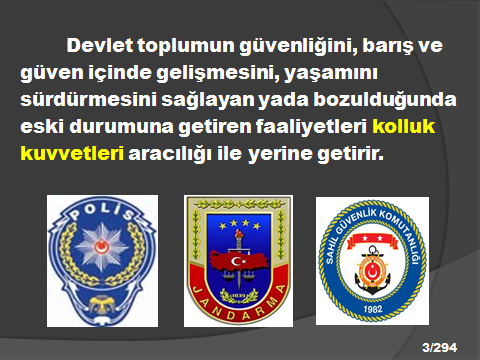 Devlet toplumun güvenliğini, barış ve
güven içinde gelişmesini, yaşamını
sürdürmesini sağlayan yada bozulduğunda
eski durumuna getiren faaliyetleri kolluk
kuvvetleri aracılığı ile yerine getirir.
POLİS
1839
JANDARMA
SAHİL GÜVENLİK KOMUTANLIĞI
1982
3/294